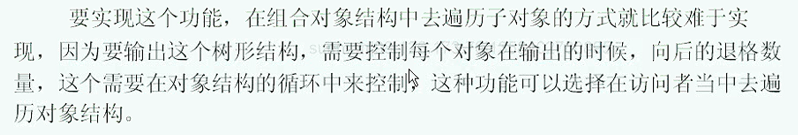 要实现这个功能，在组合对象结构中去遍历子对象的方式就比较难于实
现，因为要输出这个树形结构，需要控制每个对象在输出的时候，向后的退格数
量，这个需要在对象结构的循环中来控制，这种功能可以选择在访问者当中去遍
历对象结构。